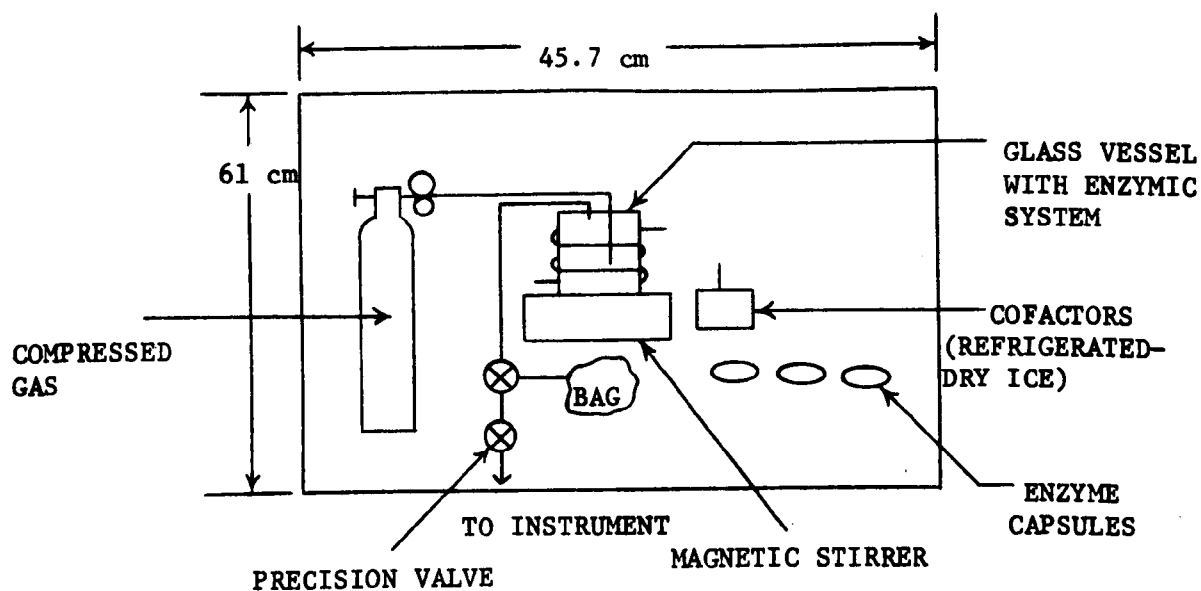 45.7 cm
61 cm
GLASS VESSEL
WITH ENZYMIC
SYSTEM
COMPRESSED
GAS
COFACTORS
(REFRIGERATED-
DRY ICE)
BAG
ENZYME
CAPSULES
TO INSTRUMENT
MAGNETIC STIRRER
PRECISION VALVE